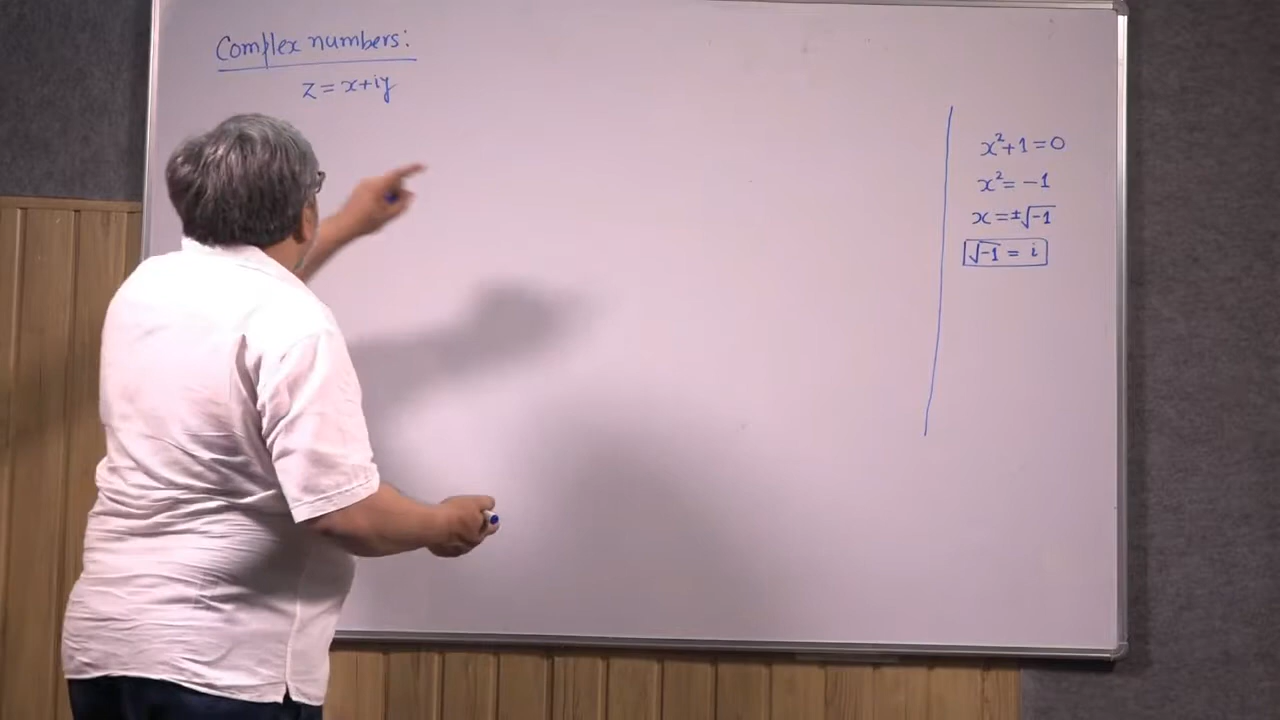 Complex numbers:
z = x+iy
x²+1=0
x²= -1
x=±√-1
√-1 = i